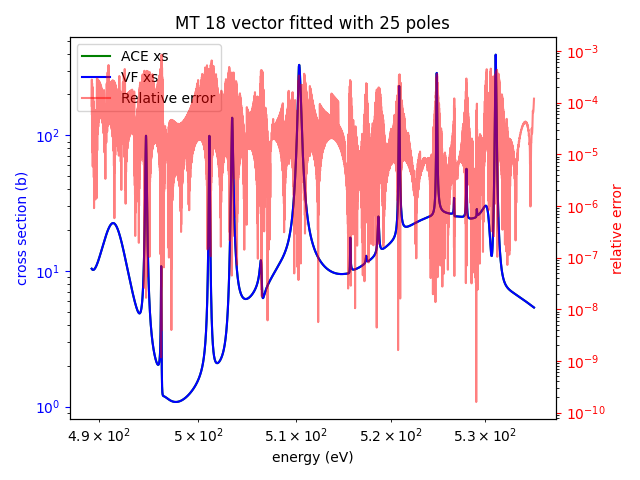 MT 18 vector fitted with 25 poles
ACE xs
VF xs
Relative error
cross section (b)
10²
10¹
10⁰
10⁻³
10⁻⁴
10⁻⁵
10⁻⁶
10⁻⁷
10⁻⁸
10⁻⁹
10⁻¹⁰
relative error
4.9 × 10² 5 × 10² 5.1 × 10² 5.2 × 10² 5.3 × 10²
energy (eV)